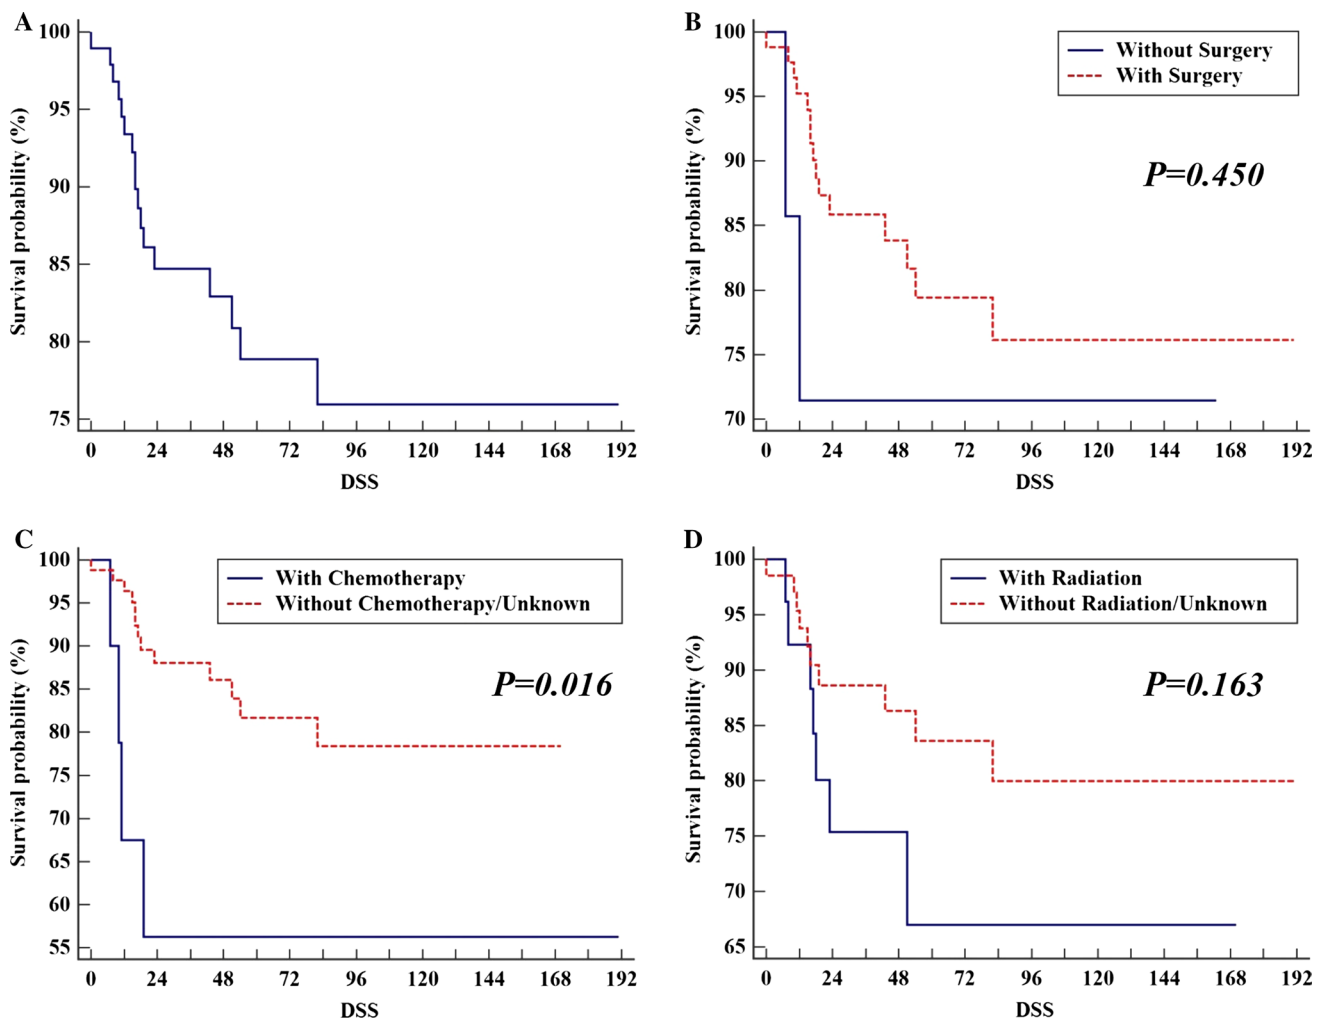 A
Survival probability (%)
100
95
90
85
80
75
0 24 48 72 96 120 144 168 192
DSS
B
Survival probability (%)
100
95
90
85
80
75
70
Without Surgery
With Surgery
P=0.450
0 24 48 72 96 120 144 168 192
DSS
C
Survival probability (%)
100
95
90
85
80
75
70
65
60
55
With Chemotherapy
Without Chemotherapy/Unknown
P=0.016
0 24 48 72 96 120 144 168 192
DSS
D
Survival probability (%)
100
95
90
85
80
75
70
65
With Radiation
Without Radiation/Unknown
P=0.163
0 24 48 72 96 120 144 168 192
DSS